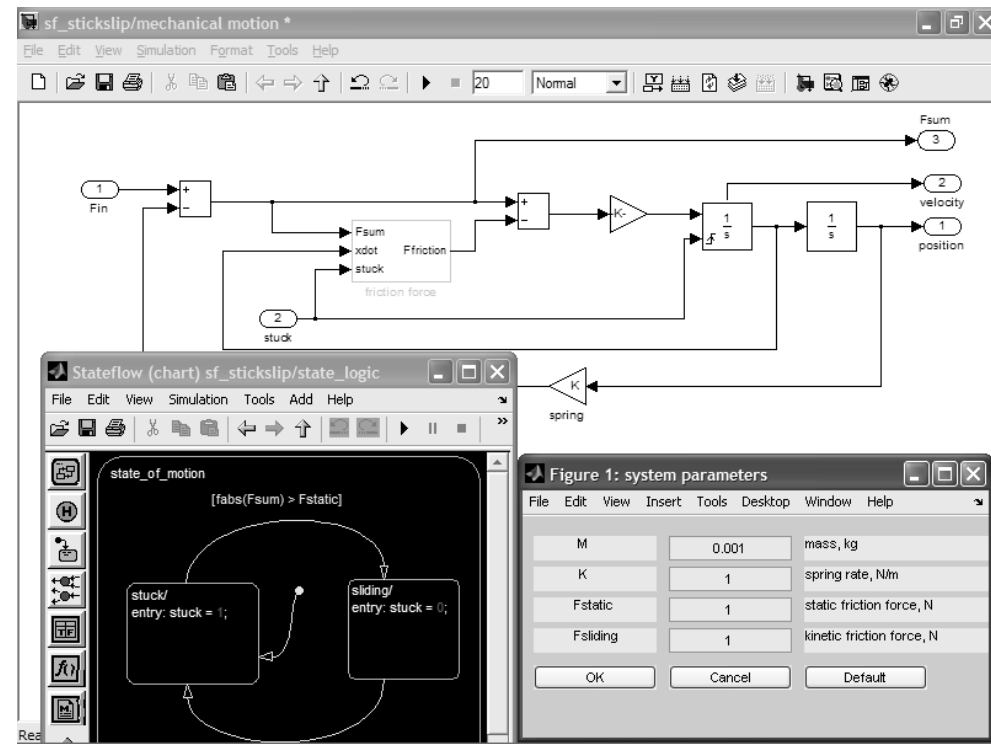 sf_stickslip/mechanical motion *
File Edit View Simulation Format Tools Help
20 Normal
Fsum
3
1
Fin
+
−
+
−
K-
1
s
1
s
2
velocity
1
position
Fsum
xdot Ffriction
stuck
friction force
2
stuck
K
spring
Stateflow (chart) sf_stickslip/state_logic
File Edit View Simulation Tools Add Help
»
state_of_motion
[fabs(Fsum) > Fstatic]
stuck/
entry: stuck = 1;
sliding/
entry: stuck = 0;
H
TF
f()
M
Figure 1: system parameters
File Edit View Insert Tools Desktop Window Help
M 0.001 mass, kg
K 1 spring rate, N/m
Fstatic 1 static friction force, N
Fsliding 1 kinetic friction force, N
OK Cancel Default
Rea